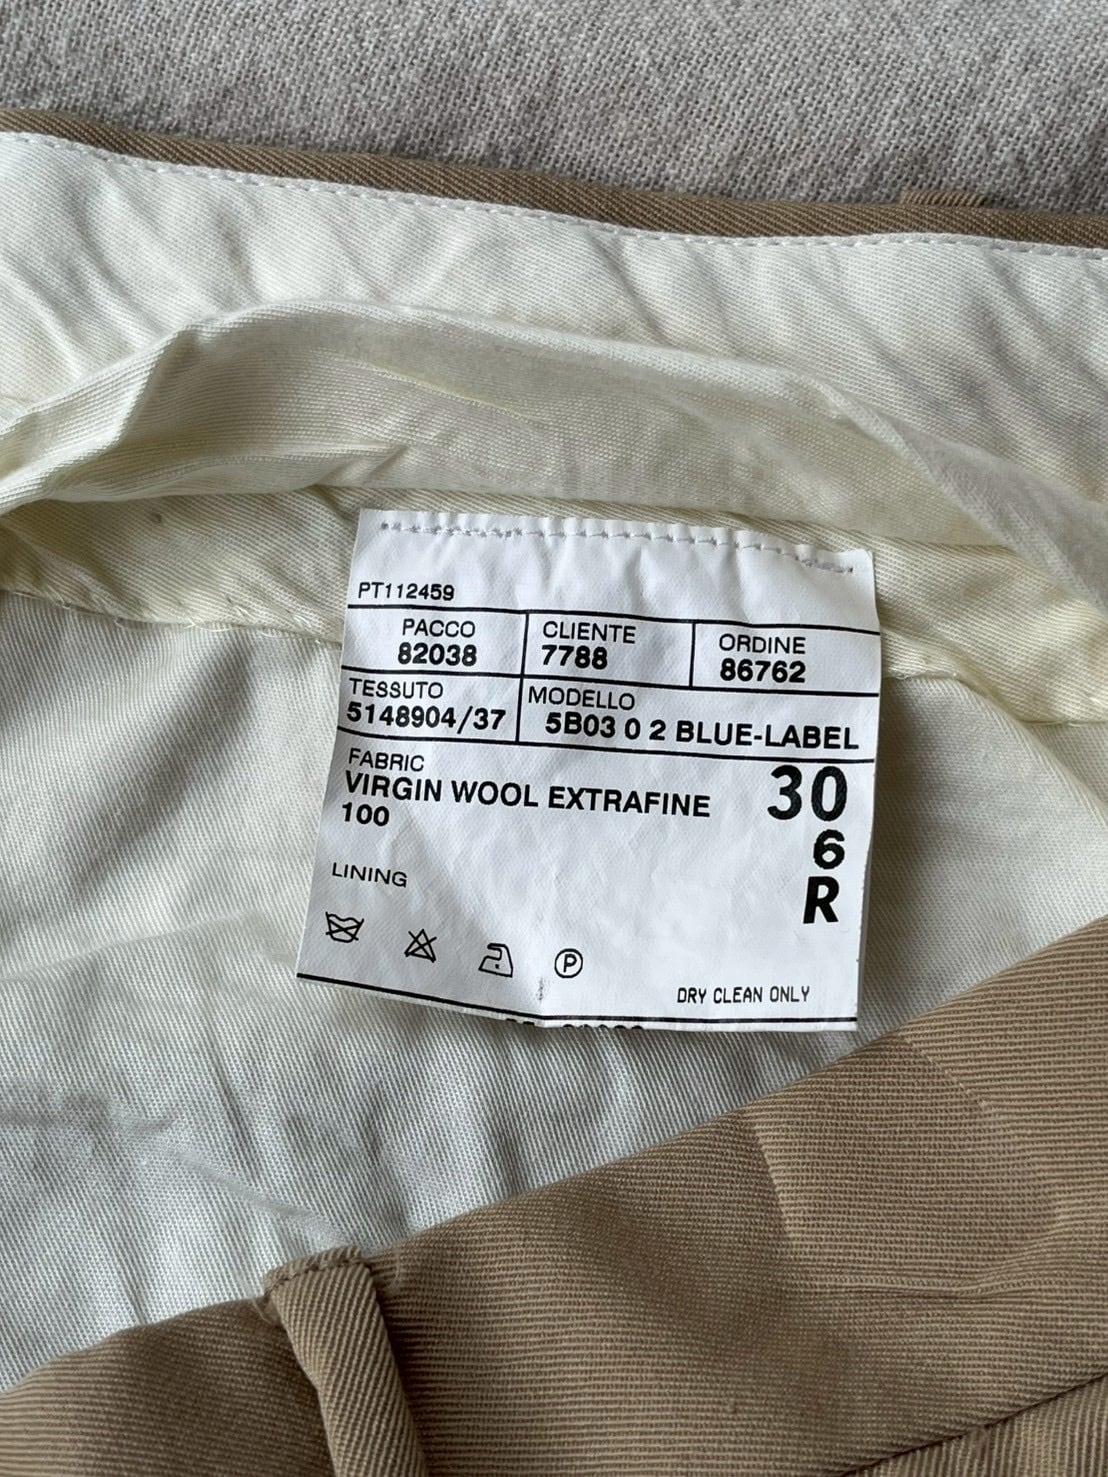 PT112459
PACCO CLIENTE ORDINE
82038 7788 86762
TESSUTO MODELLO
5148904/37 5B03 0 2 BLUE-LABEL
FABRIC
VIRGIN WOOL EXTRAFINE 30
100 6
R
LINING
P
DRY CLEAN ONLY